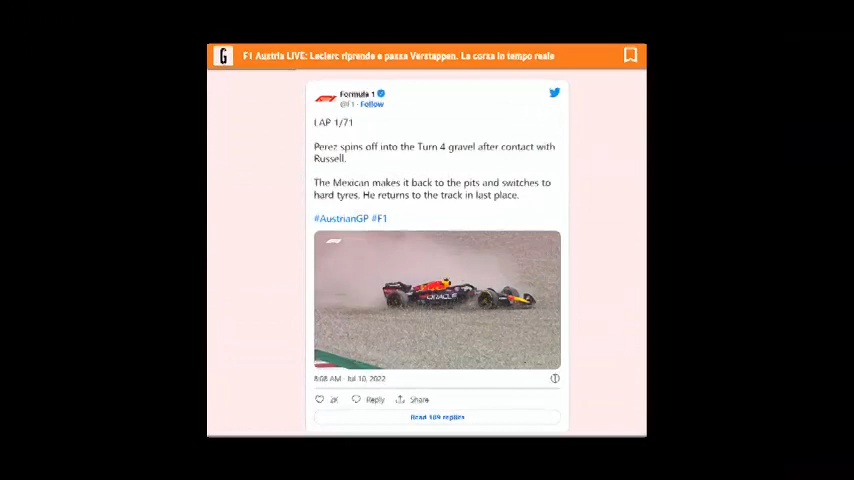 G
F1 Austria LIVE: Leclerc riprende e passa Verstappen. La corsa in tempo reale
Formula 1
@F1 · Follow
LAP 1/71
Perez spins off into the Turn 4 gravel after contact with
Russell.
The Mexican makes it back to the pits and switches to
hard tyres. He returns to the track in last place.
#AustrianGP #F1
ORACLE
8:08 AM · Jul 10, 2022
2K Reply Share
Read 109 replies